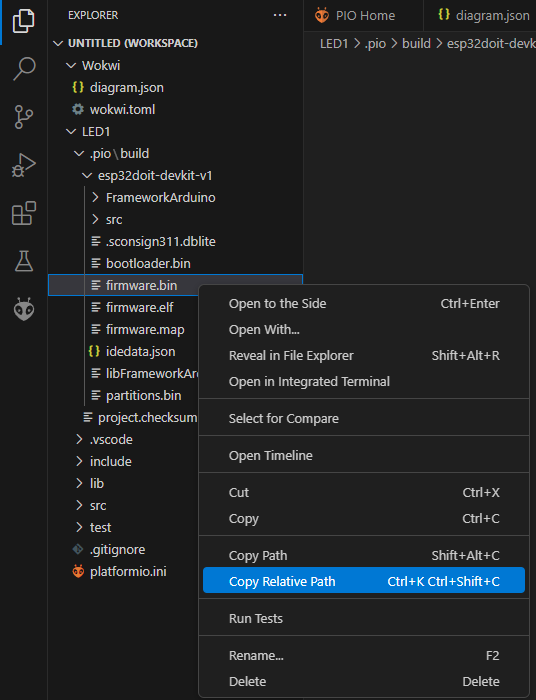 EXPLORER
PIO Home
diagram.json
UNTITLED (WORKSPACE)
LED1 > .pio > build > esp32doit-devk
Wokwi
{} diagram.json
wokwi.toml
LED1
.pio\build
esp32doit-devkit-v1
FrameworkArduino
src
.sconsign311.dblite
bootloader.bin
firmware.bin
firmware.elf
firmware.map
{} idedata.json
libFrameworkAr
partitions.bin
project.checksum
.vscode
include
lib
src
test
.gitignore
platformio.ini
Open to the Side Ctrl+Enter
Open With...
Reveal in File Explorer Shift+Alt+R
Open in Integrated Terminal
Select for Compare
Open Timeline
Cut Ctrl+X
Copy Ctrl+C
Copy Path Shift+Alt+C
Copy Relative Path Ctrl+K Ctrl+Shift+C
Run Tests
Rename... F2
Delete Delete